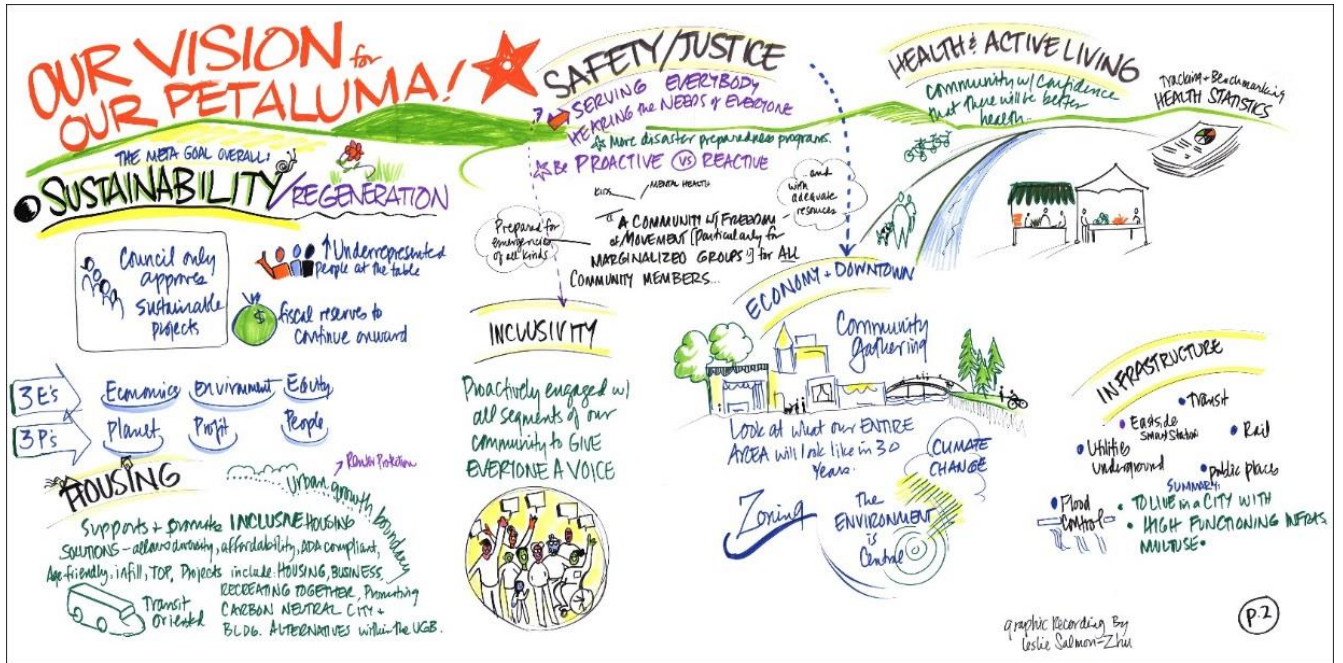 OUR VISION for
OUR PETALUMA!
THE META GOAL OVERALL:
SUSTAINABILITY/REGENERATION
Council only
approves
sustainable
projects
↑ Underrepresented
people at the table
$
fiscal reserves to
continue onward
3 E's
Economics Environment Equity
3 P's
Planet Profit People
HOUSING
Renter Protection
Urban growth boundary
Supports + promote INCLUSIVE HOUSING
SOLUTIONS - allows diversity, affordability, ADA compliant,
Age friendly, infill, TOP, Projects include: HOUSING, BUSINESS,
RECREATING TOGETHER, Promoting
CARBON NEUTRAL CITY +
BLDG. ALTERNATIVES within the UGB.
Transit
Oriented
SAFETY/JUSTICE
SERVING EVERYBODY
HEARING the NEEDS of EVERYONE
More disaster preparedness programs.
Be PROACTIVE VS REACTIVE
KIDS
MENTAL HEALTH
...and
with
adequate
resources
Prepared for
emergencies
of all kinds
A COMMUNITY w/ FREEDOM
of MOVEMENT [Particularly for
MARGINALIZED GROUPS] for All
COMMUNITY MEMBERS...
INCLUSIVITY
Proactively engaged w/
all segments of our
community to GIVE
EVERYONE A VOICE
HEALTH & ACTIVE LIVING
Community w/ Confidence
that there will be better
health...
Tracking + Benchmarking
HEALTH STATISTICS
ECONOMY + DOWNTOWN
Community
Gathering
Look at what our ENTIRE
AREA will look like in 30
Years.
CLIMATE
CHANGE
Zoning
The
ENVIRONMENT
is
Central
INFRASTRUCTURE
• Transit
• Eastside
Smart Station
• Rail
• Utilities
Underground
• public places
• Flood
Control
SUMMARY:
• TO LIVE in a CITY WITH
• HIGH FUNCTIONING INFRAS.
MULTUSE •
graphic Recording By
Leslie Salmon-Zhu
p.2